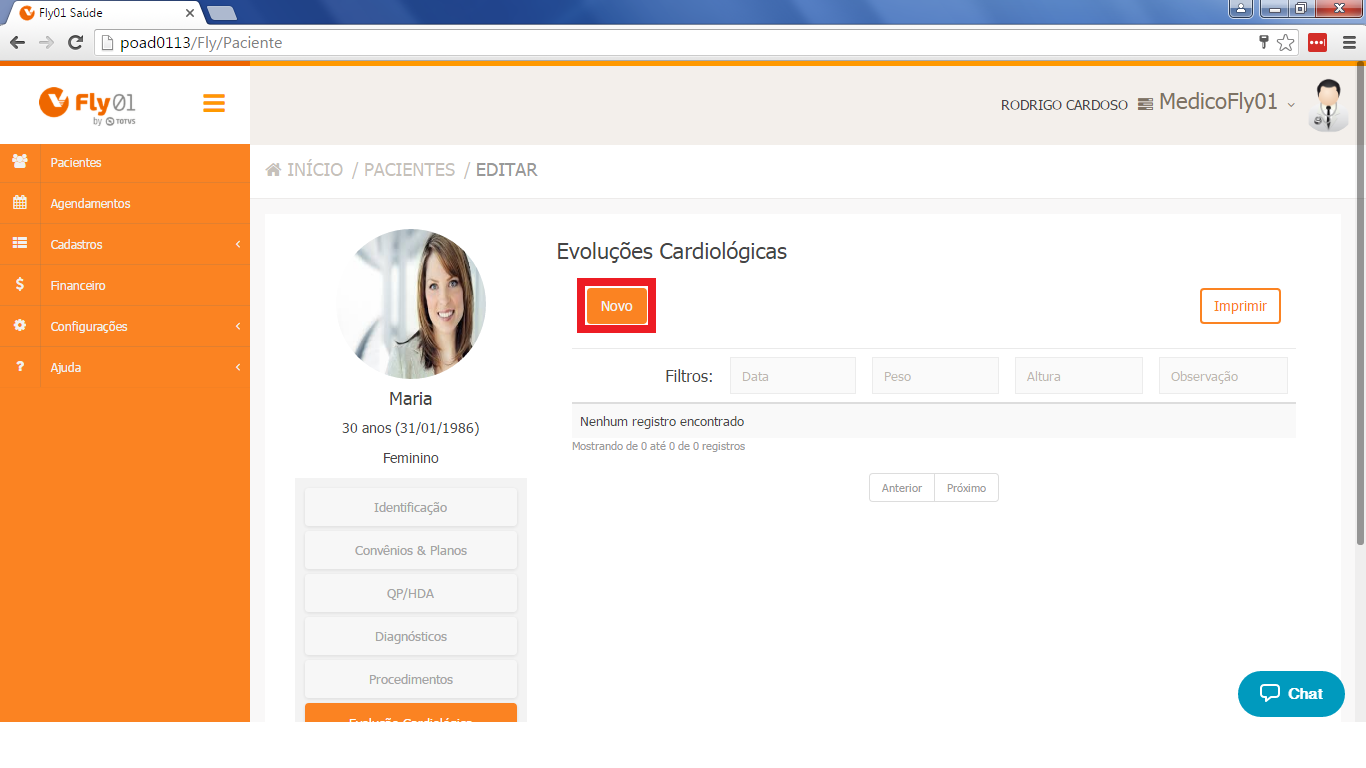 Fly01 Saúde
poad0113/Fly/Paciente
Fly01
by TOTVS
RODRIGO CARDOSO MedicoFly01
Pacientes
Agendamentos
Cadastros
Financeiro
Configurações
Ajuda
INÍCIO / PACIENTES / EDITAR
Maria
30 anos (31/01/1986)
Feminino
Identificação
Convênios & Planos
QP/HDA
Diagnósticos
Procedimentos
Evolução Cardiológica
Evoluções Cardiológicas
Novo
Imprimir
Filtros: Data Peso Altura Observação
Nenhum registro encontrado
Mostrando de 0 até 0 de 0 registros
Anterior Próximo
Chat